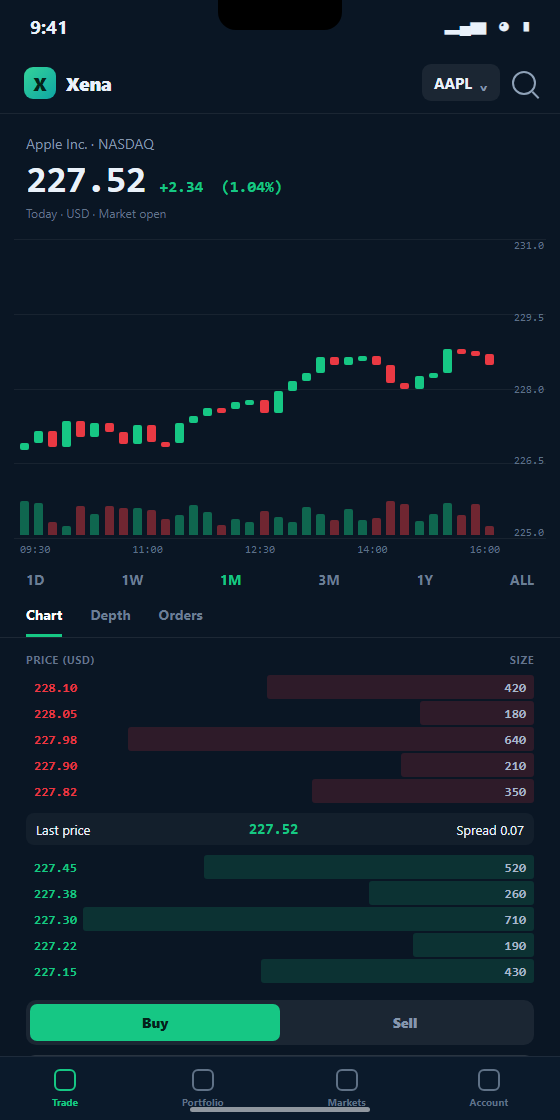 9:41
X Xena
AAPL
Apple Inc. · NASDAQ
227.52 +2.34 (1.04%)
Today · USD · Market open
231.0
229.5
228.0
226.5
225.0
09:30 11:00 12:30 14:00 16:00
1D 1W 1M 3M 1Y ALL
Chart Depth Orders
PRICE (USD) SIZE
228.10 420
228.05 180
227.98 640
227.90 210
227.82 350
Last price 227.52 Spread 0.07
227.45 520
227.38 260
227.30 710
227.22 190
227.15 430
Buy Sell
Trade Portfolio Markets Account